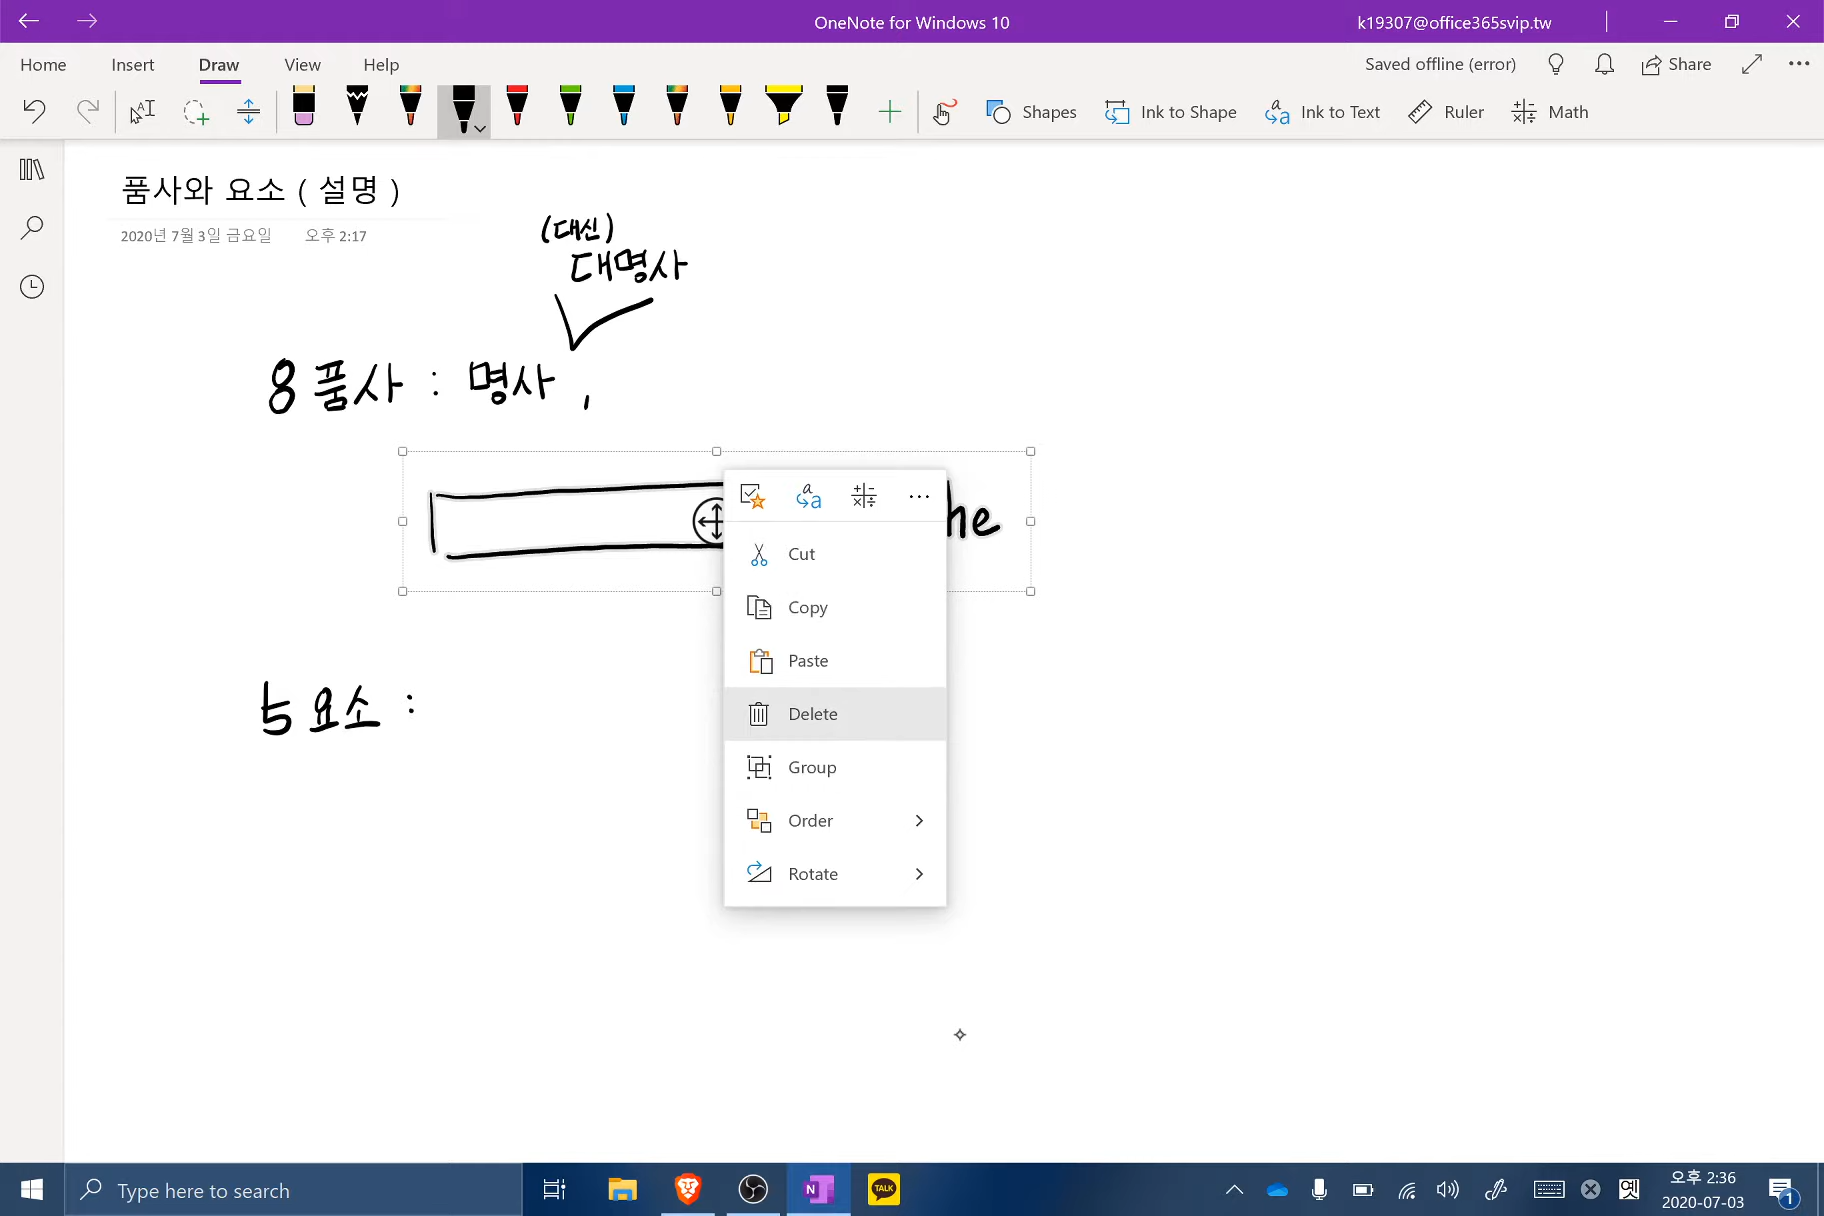 OneNote for Windows 10
k19307@office365svip.tw
Home Insert Draw View Help
Saved offline (error)
Share
Shapes
Ink to Shape
Ink to Text
Ruler
Math
품사와 요소 ( 설명 )
2020년 7월 3일 금요일 오후 2:17
(대신)
대명사
8품사 : 명사 ,
he
Cut
Copy
Paste
Delete
Group
Order
Rotate
5요소 :
Type here to search
N
TALK
오후 2:36
2020-07-03
1